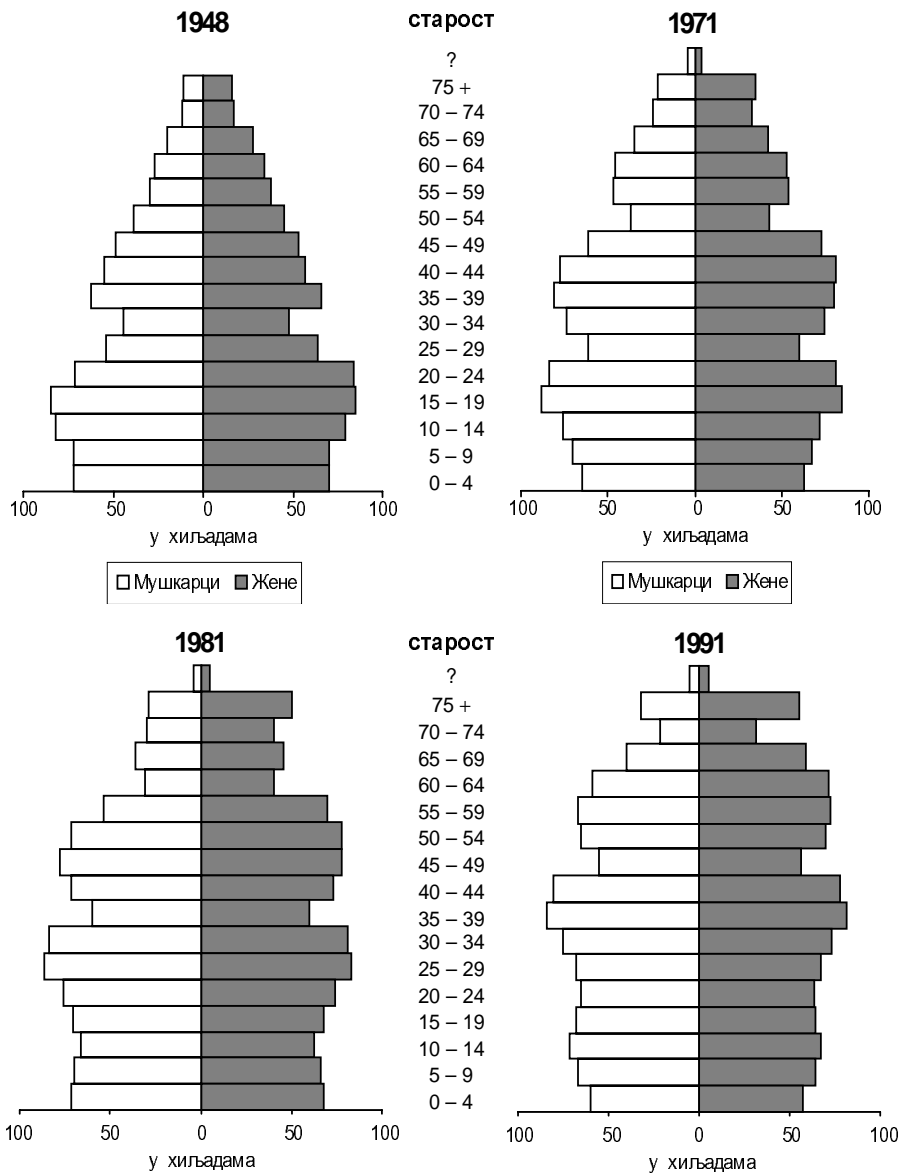 1948 старост 1971
?
75 +
70 – 74
65 – 69
60 – 64
55 – 59
50 – 54
45 – 49
40 – 44
35 – 39
30 – 34
25 – 29
20 – 24
15 – 19
10 – 14
5 – 9
0 – 4
100 50 0 50 100 100 50 0 50 100
у хиљадама у хиљадама
Мушкарци Жене Мушкарци Жене
1981 старост 1991
?
75 +
70 – 74
65 – 69
60 – 64
55 – 59
50 – 54
45 – 49
40 – 44
35 – 39
30 – 34
25 – 29
20 – 24
15 – 19
10 – 14
5 – 9
0 – 4
100 50 0 50 100 100 50 0 50 100
у хиљадама у хиљадама